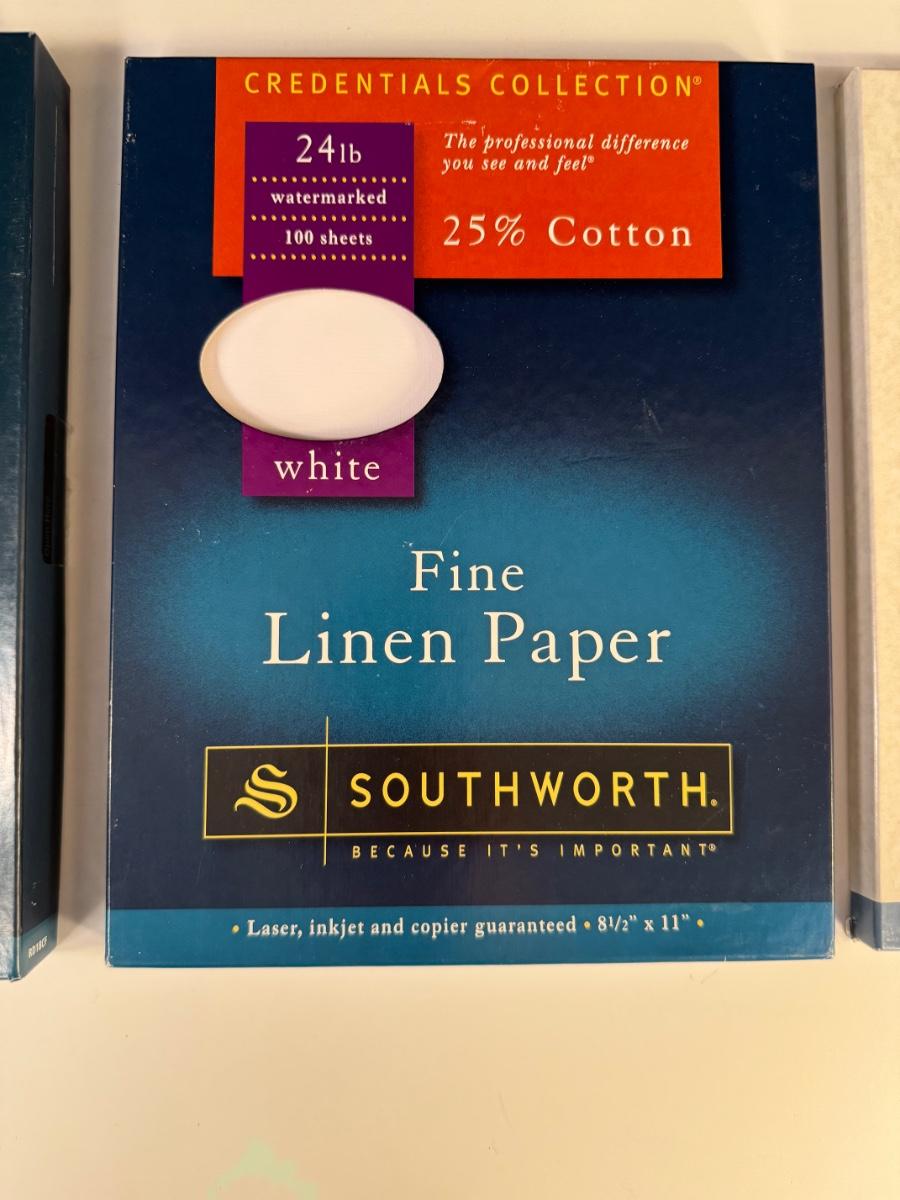 CREDENTIALS COLLECTION®
24lb
watermarked
100 sheets
The professional difference
you see and feel®
25% Cotton
white
Fine
Linen Paper
S
SOUTHWORTH.
BECAUSE IT'S IMPORTANT®
• Laser, inkjet and copier guaranteed • 8½" x 11" •
RD18CF